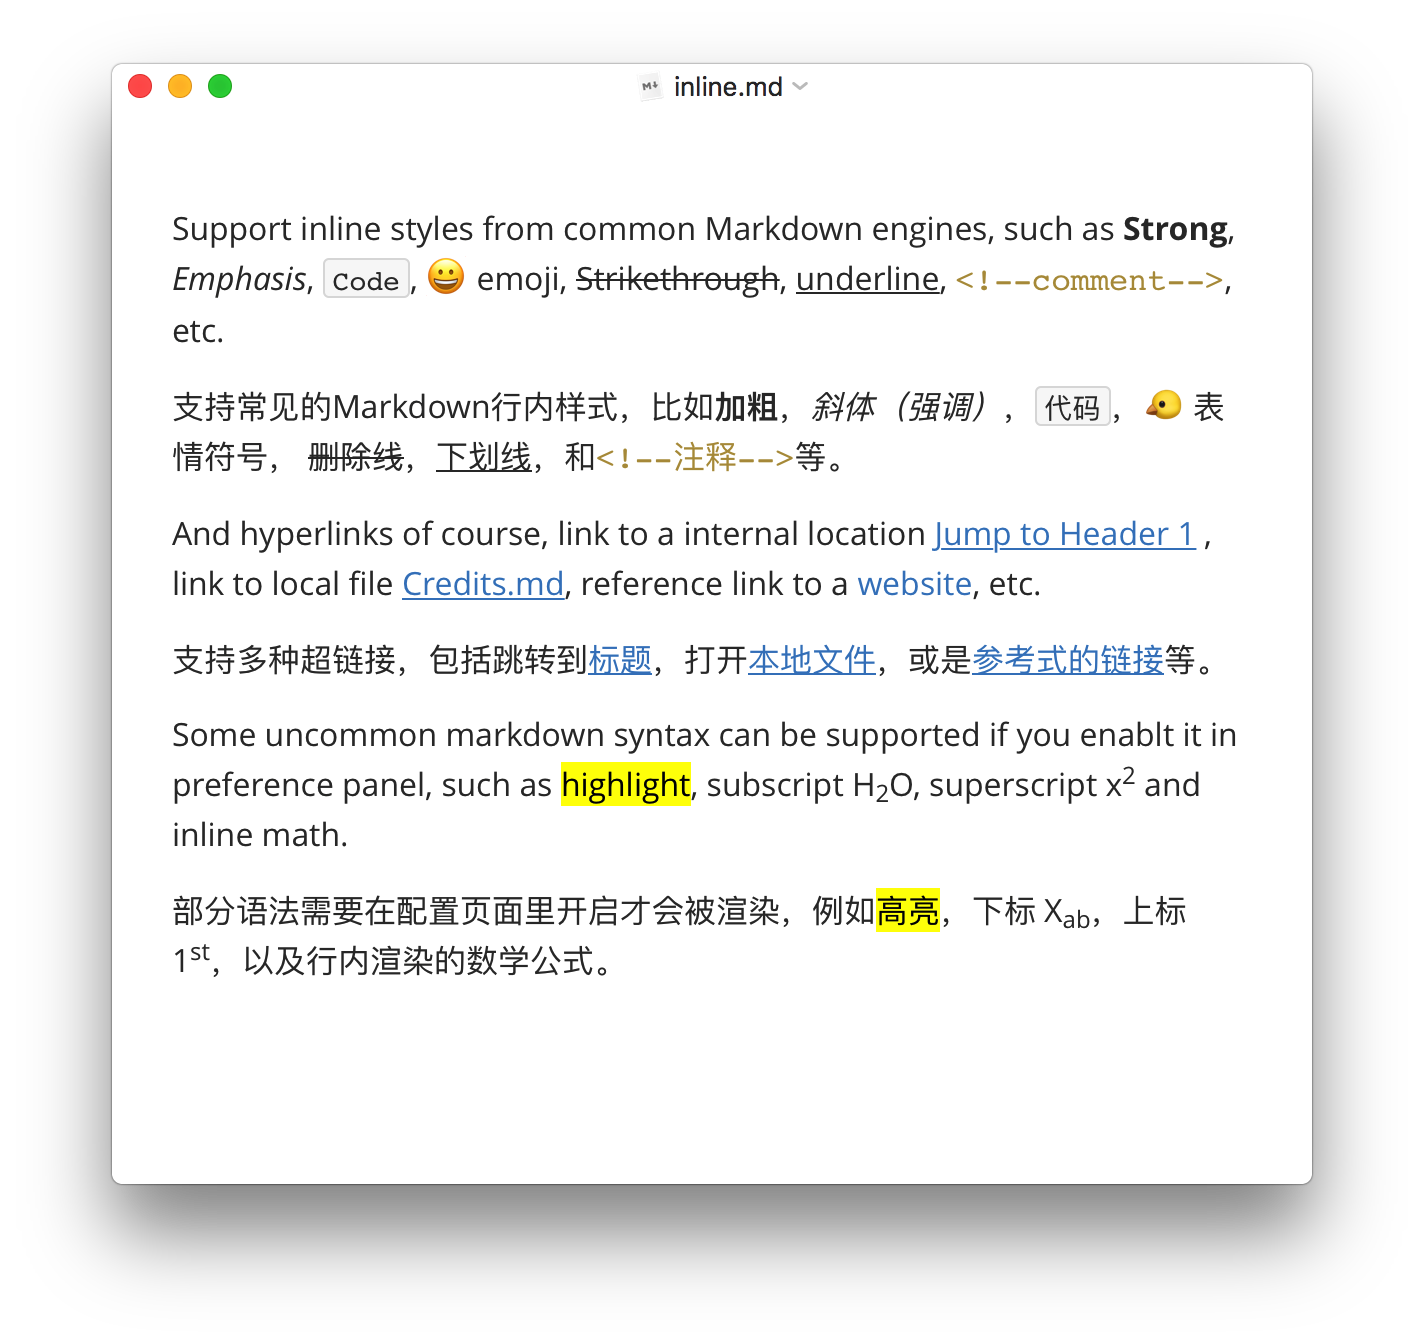 inline.md
Support inline styles from common Markdown engines, such as Strong,
Emphasis, Code, 😀 emoji, Strikethrough, underline, <!--comment-->,
etc.
支持常见的Markdown行内样式，比如加粗，斜体（强调），代码，🐤 表
情符号， 删除线，下划线，和<!--注释-->等。
And hyperlinks of course, link to a internal location Jump to Header 1 ,
link to local file Credits.md, reference link to a website, etc.
支持多种超链接，包括跳转到标题，打开本地文件，或是参考式的链接等。
Some uncommon markdown syntax can be supported if you enablt it in
preference panel, such as highlight, subscript H₂O, superscript x² and
inline math.
部分语法需要在配置页面里开启才会被渲染，例如高亮，下标 Xab，上标
1st，以及行内渲染的数学公式。